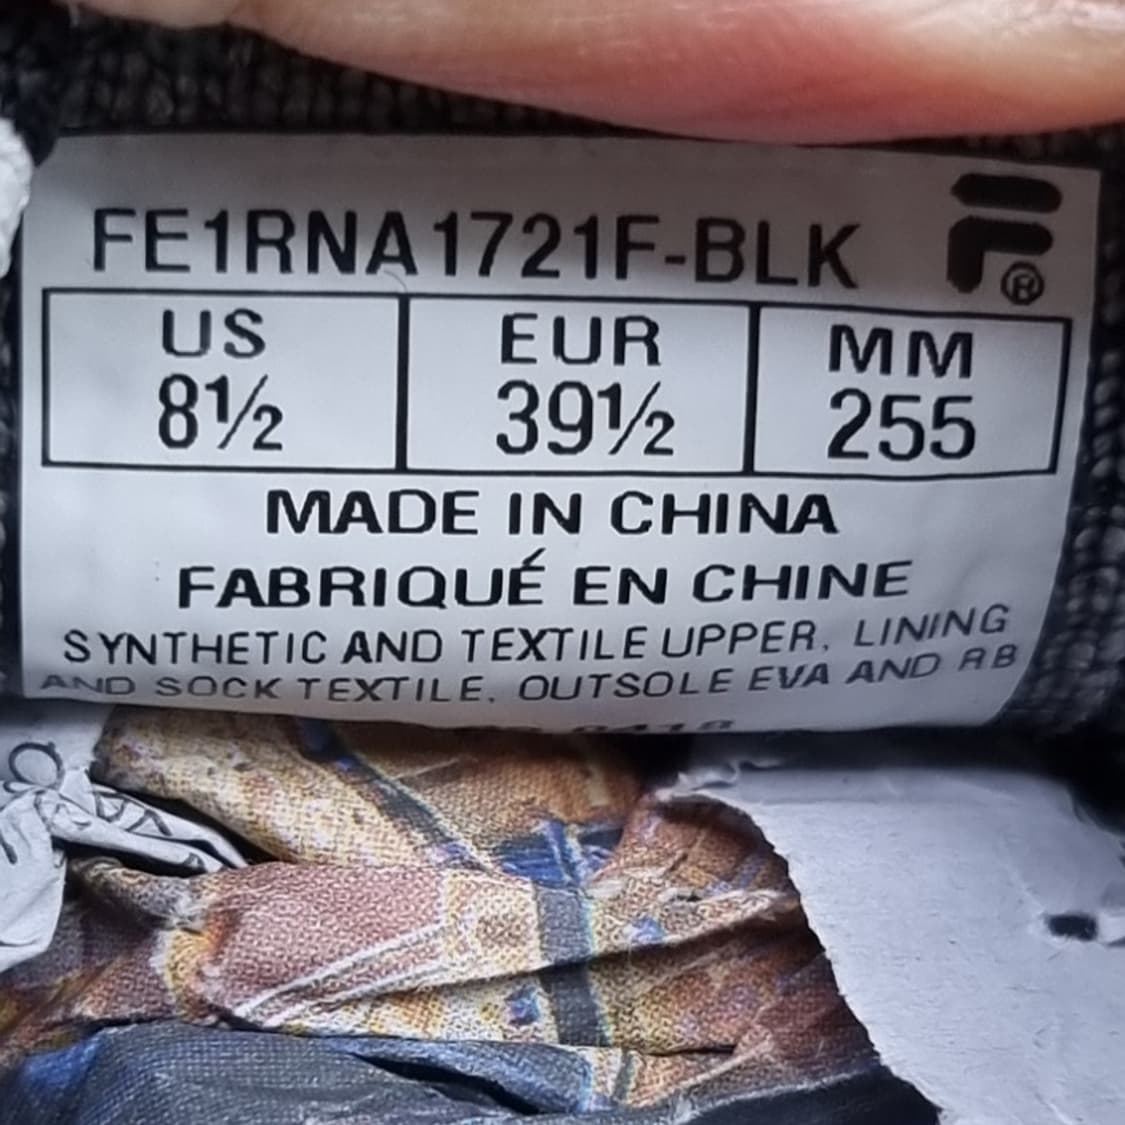 FE1RNA1721F-BLK
US EUR MM
8½ 39½ 255
MADE IN CHINA
FABRIQUÉ EN CHINE
SYNTHETIC AND TEXTILE UPPER, LINING
AND SOCK TEXTILE, OUTSOLE EVA AND RB